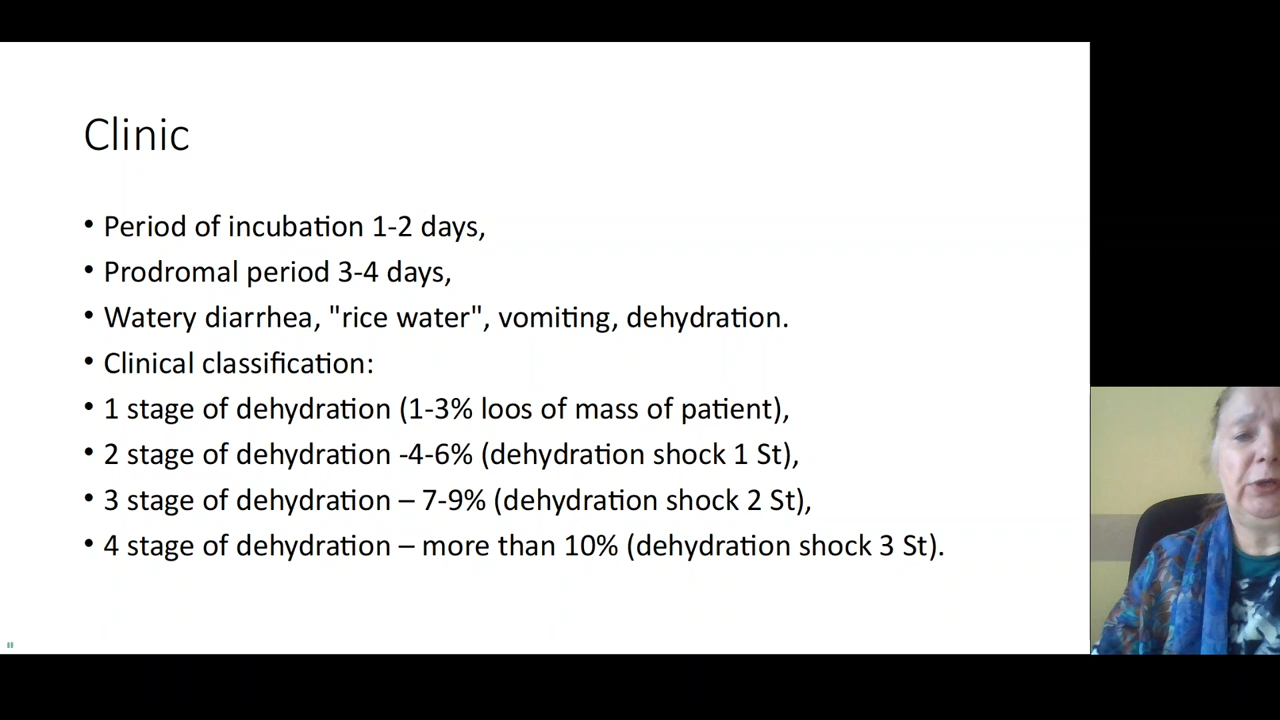 Clinic
• Period of incubation 1-2 days,
• Prodromal period 3-4 days,
• Watery diarrhea, "rice water", vomiting, dehydration.
• Clinical classification:
• 1 stage of dehydration (1-3% loos of mass of patient),
• 2 stage of dehydration -4-6% (dehydration shock 1 St),
• 3 stage of dehydration – 7-9% (dehydration shock 2 St),
• 4 stage of dehydration – more than 10% (dehydration shock 3 St).